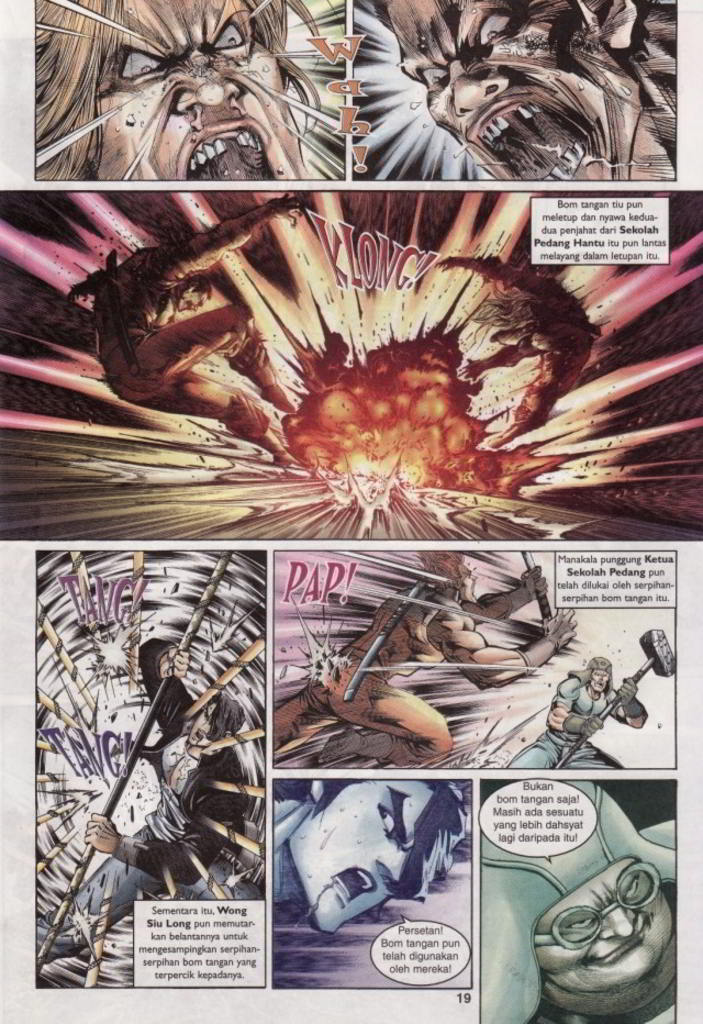 Wah!
Bom tangan tiu pun
meletup dan nyawa kedua-
dua penjahat dari Sekolah
Pedang Hantu itu pun lantas
melayang dalam letupan itu.
KLONG!
TANG!
TANG!
Sementara itu, Wong
Siu Long pun memutar-
kan belantannya untuk
mengesampingkan serpihan-
serpihan bom tangan yang
terpercik kepadanya.
PAP!
Manakala punggung Ketua
Sekolah Pedang pun
telah dilukai oleh serpihan-
serpihan bom tangan itu.
Persetan!
Bom tangan pun
telah digunakan
oleh mereka!
Bukan
bom tangan saja!
Masih ada sesuatu
yang lebih dahsyat
lagi daripada itu!
19